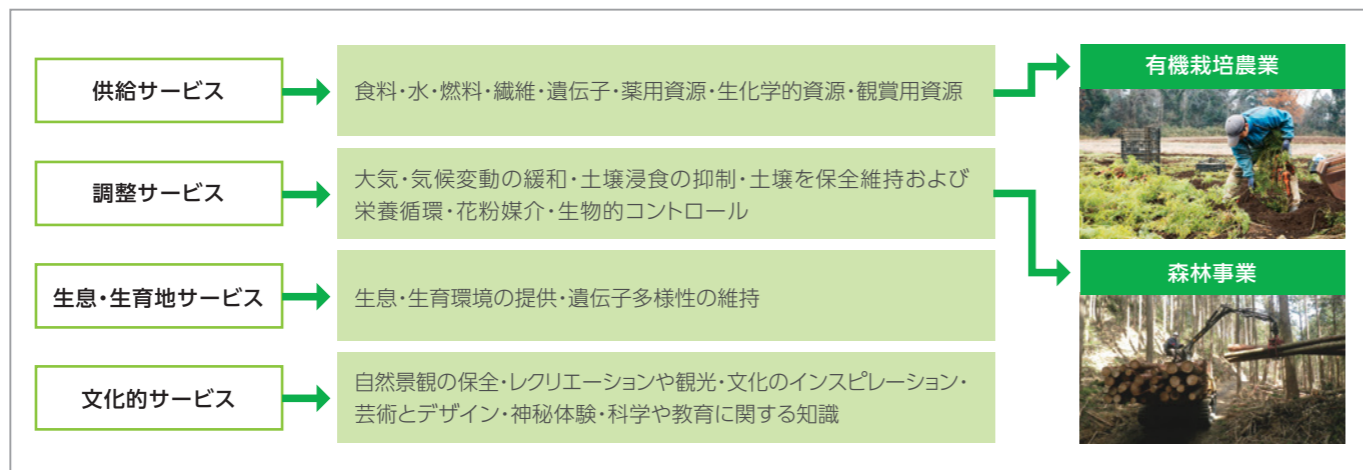 供給サービス
食料・水・燃料・繊維・遺伝子・薬用資源・生化学的資源・観賞用資源
有機栽培農業
調整サービス
大気・気候変動の緩和・土壌浸食の抑制・土壌を保全維持および
栄養循環・花粉媒介・生物的コントロール
森林事業
生息・生育地サービス
生息・生育環境の提供・遺伝子多様性の維持
文化的サービス
自然景観の保全・レクリエーションや観光・文化のインスピレーション・
芸術とデザイン・神秘体験・科学や教育に関する知識